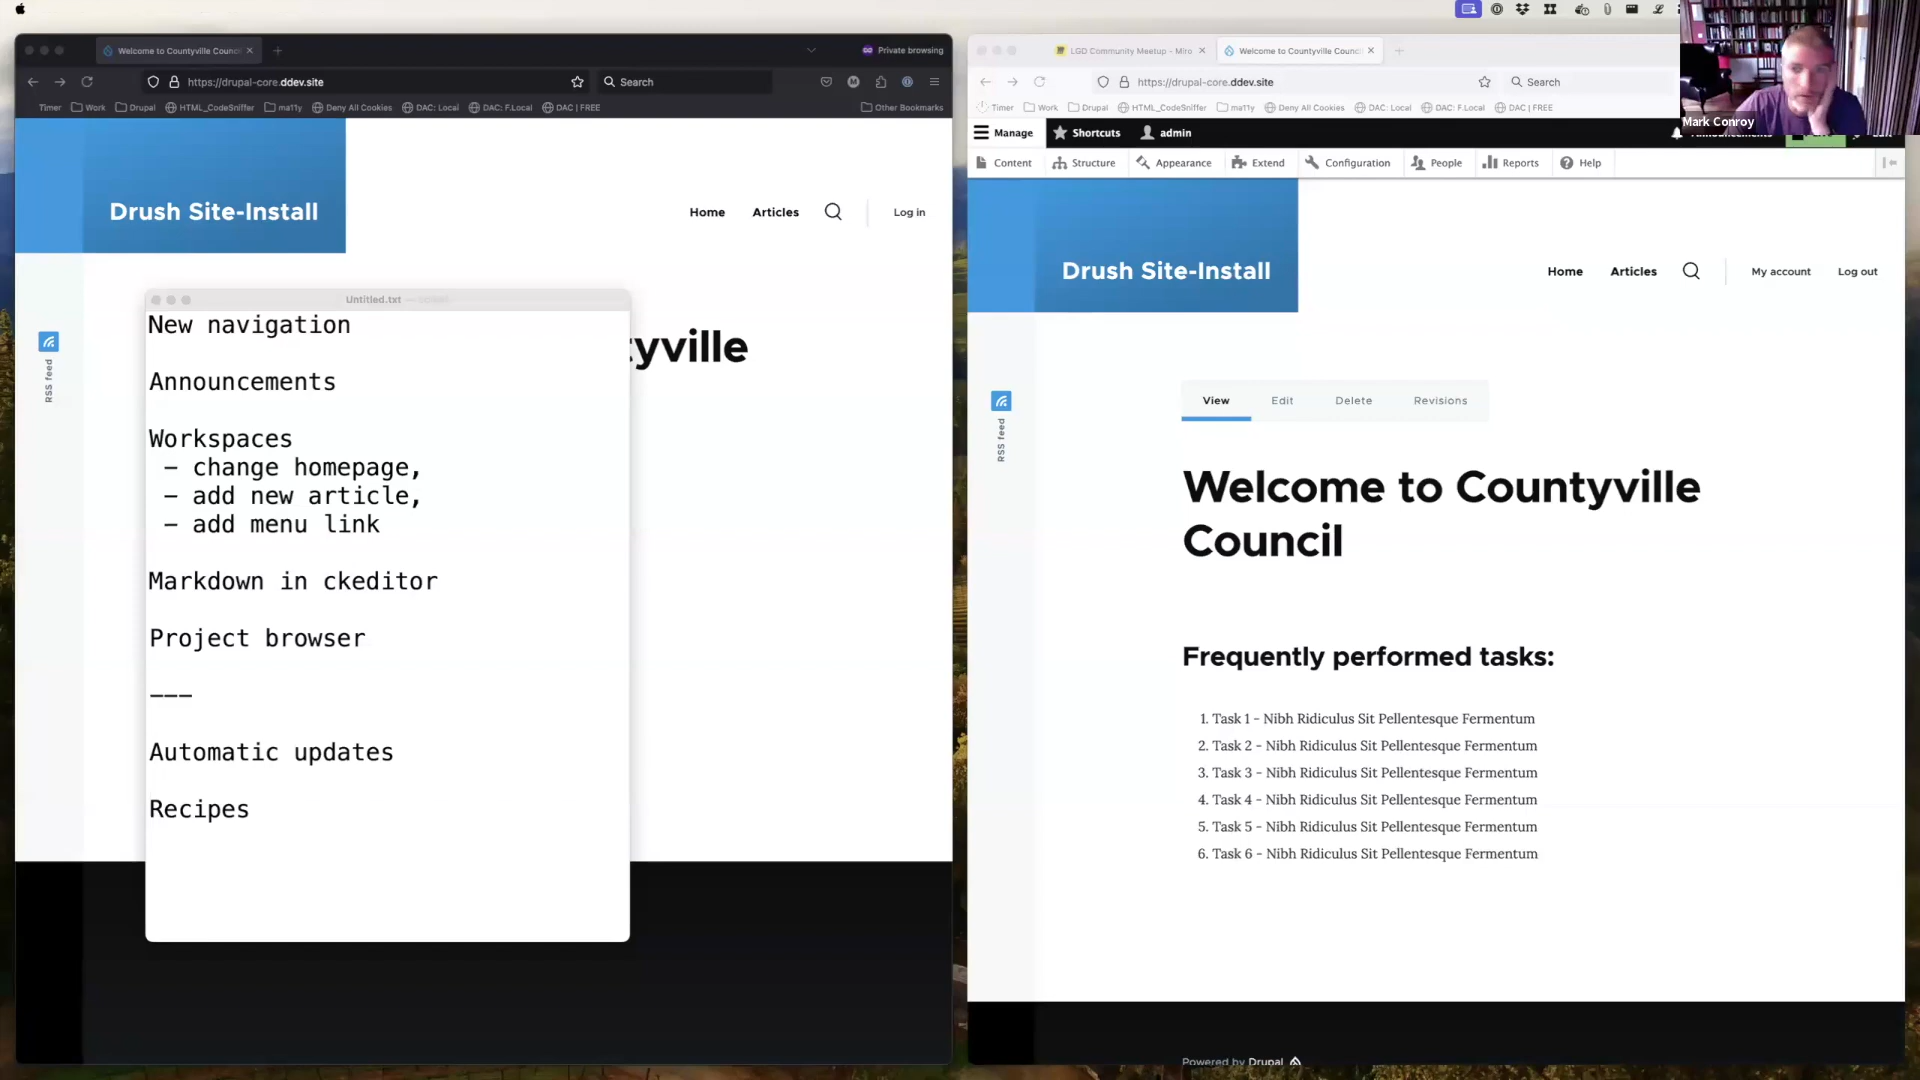 Welcome to Countyville Counci
Private browsing
https://drupal-core.ddev.site
Search
Timer
Work
Drupal
HTML_CodeSniffer
ma11y
Deny All Cookies
DAC: Local
DAC: F.Local
DAC | FREE
Other Bookmarks
Drush Site-Install
Home
Articles
Log in
RSS feed
tyville
Untitled.txt
New navigation
Announcements
Workspaces
- change homepage,
- add new article,
- add menu link
Markdown in ckeditor
Project browser
---
Automatic updates
Recipes
LGD Community Meetup - Miro
Welcome to Countyville Counci
https://drupal-core.ddev.site
Search
Timer
Work
Drupal
HTML_CodeSniffer
ma11y
Deny All Cookies
DAC: Local
DAC: F.Local
DAC | FREE
Mark Conroy
Manage
Shortcuts
admin
Content
Structure
Appearance
Extend
Configuration
People
Reports
Help
Drush Site-Install
Home
Articles
My account
Log out
RSS feed
View
Edit
Delete
Revisions
Welcome to Countyville
Council
Frequently performed tasks:
1. Task 1 - Nibh Ridiculus Sit Pellentesque Fermentum
2. Task 2 - Nibh Ridiculus Sit Pellentesque Fermentum
3. Task 3 - Nibh Ridiculus Sit Pellentesque Fermentum
4. Task 4 - Nibh Ridiculus Sit Pellentesque Fermentum
5. Task 5 - Nibh Ridiculus Sit Pellentesque Fermentum
6. Task 6 - Nibh Ridiculus Sit Pellentesque Fermentum
Powered by Drupal